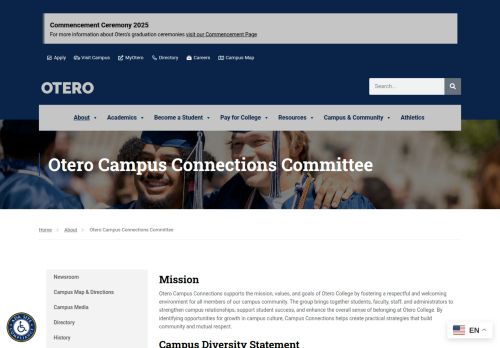 Commencement Ceremony 2025
For more information about Otero's graduation ceremonies visit our Commencement Page
Apply Visit Campus MyOtero Directory Careers Campus Map
OTERO
Search...
About Academics Become a Student Pay for College Resources Campus & Community Athletics
Otero Campus Connections Committee
Home About Otero Campus Connections Committee
Newsroom
Campus Map & Directions
Campus Media
Directory
History
Mission
Otero Campus Connections supports the mission, values, and goals of Otero College by fostering a respectful and welcoming
environment for all members of our campus community. The group brings together students, faculty, staff, and administrators to
strengthen campus relationships, support student success, and enhance the overall sense of belonging at Otero College. By
identifying opportunities for growth in campus culture, Campus Connections helps create practical strategies that build
community and mutual respect.
Campus Diversity Statement
EN